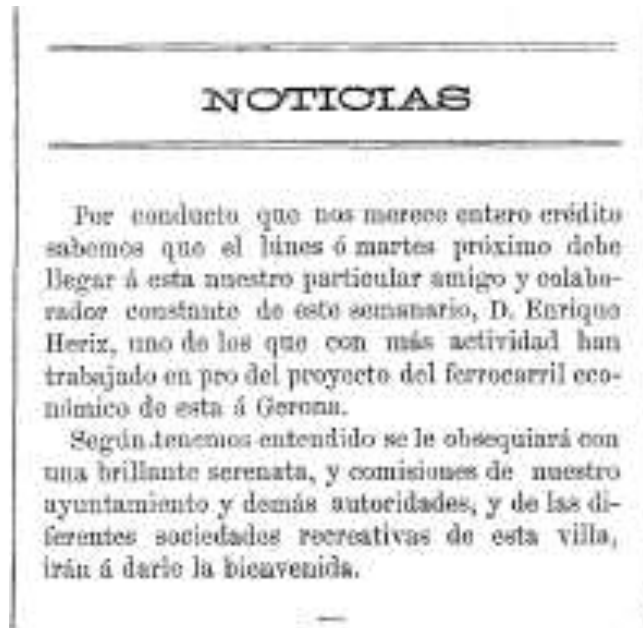 NOTICIAS
Por conducto que nos merece entero crédito
sabemos que el lúnes ó martes próximo debe
llegar á esta nuestro particular amigo y colabo-
rador constante de este semanario, D. Enrique
Heriz, uno de los que con más actividad han
trabajado en pro del proyecto del ferrocarril eco-
nómico de esta á Gerona.
Según tenemos entendido se le obsequiará con
una brillante serenata, y comisiones de nuestro
ayuntamiento y demás autoridades, y de las di-
ferentes sociedades recreativas de esta villa,
irán á darle la bienvenida.